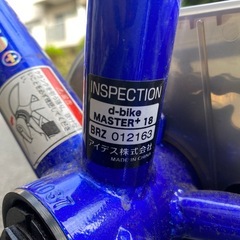 INSPECTION
d-bike
MASTER+ 18
BRZ 012163
アイデス株式会社
MADE IN CHINA